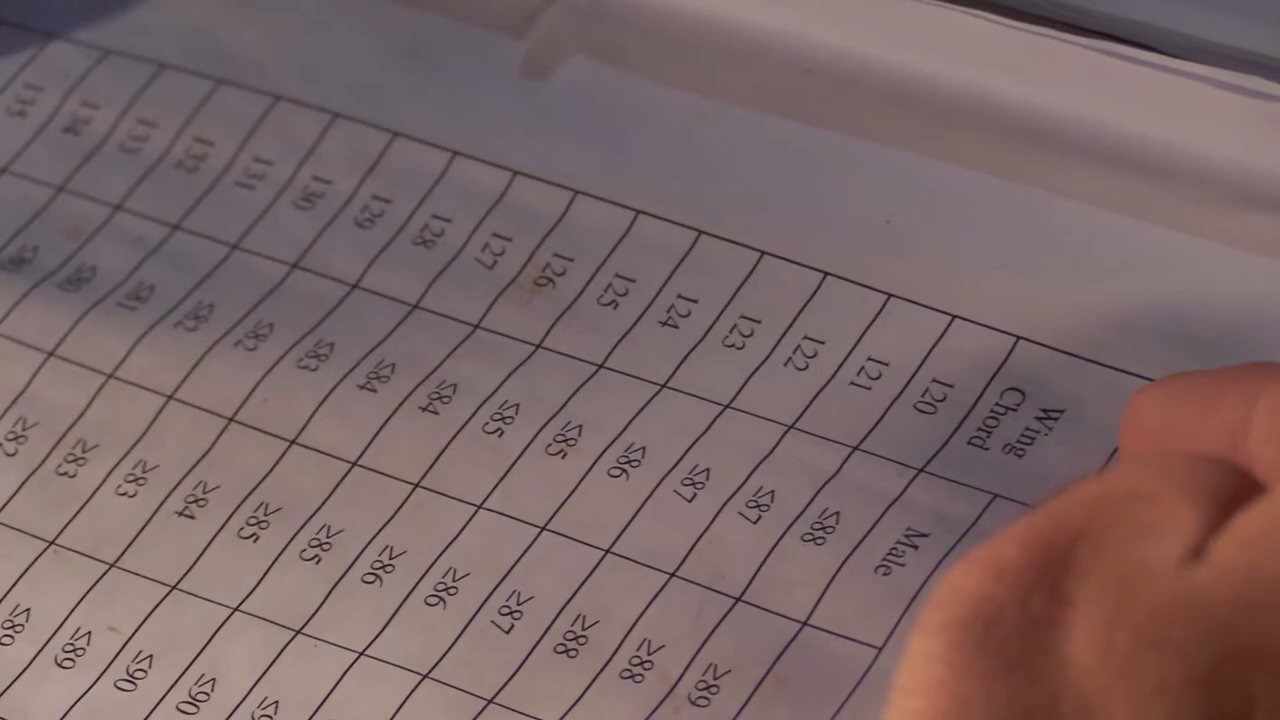 Wing
Chord
Male
120 ≤88 ≥89
121 ≤87 ≥88
122 ≤87 ≥88
123 ≤86 ≥87
124 ≤85 ≥86
125 ≤85 ≥86
126 ≤84 ≥85 ≤90
127 ≤84 ≥85 ≤90
128 ≤83 ≥84 ≤89
129 ≤82 ≥83 ≤89
130 ≤82 ≥83
131 ≤81 ≥82
132 ≤80
133 ≤80
134
135